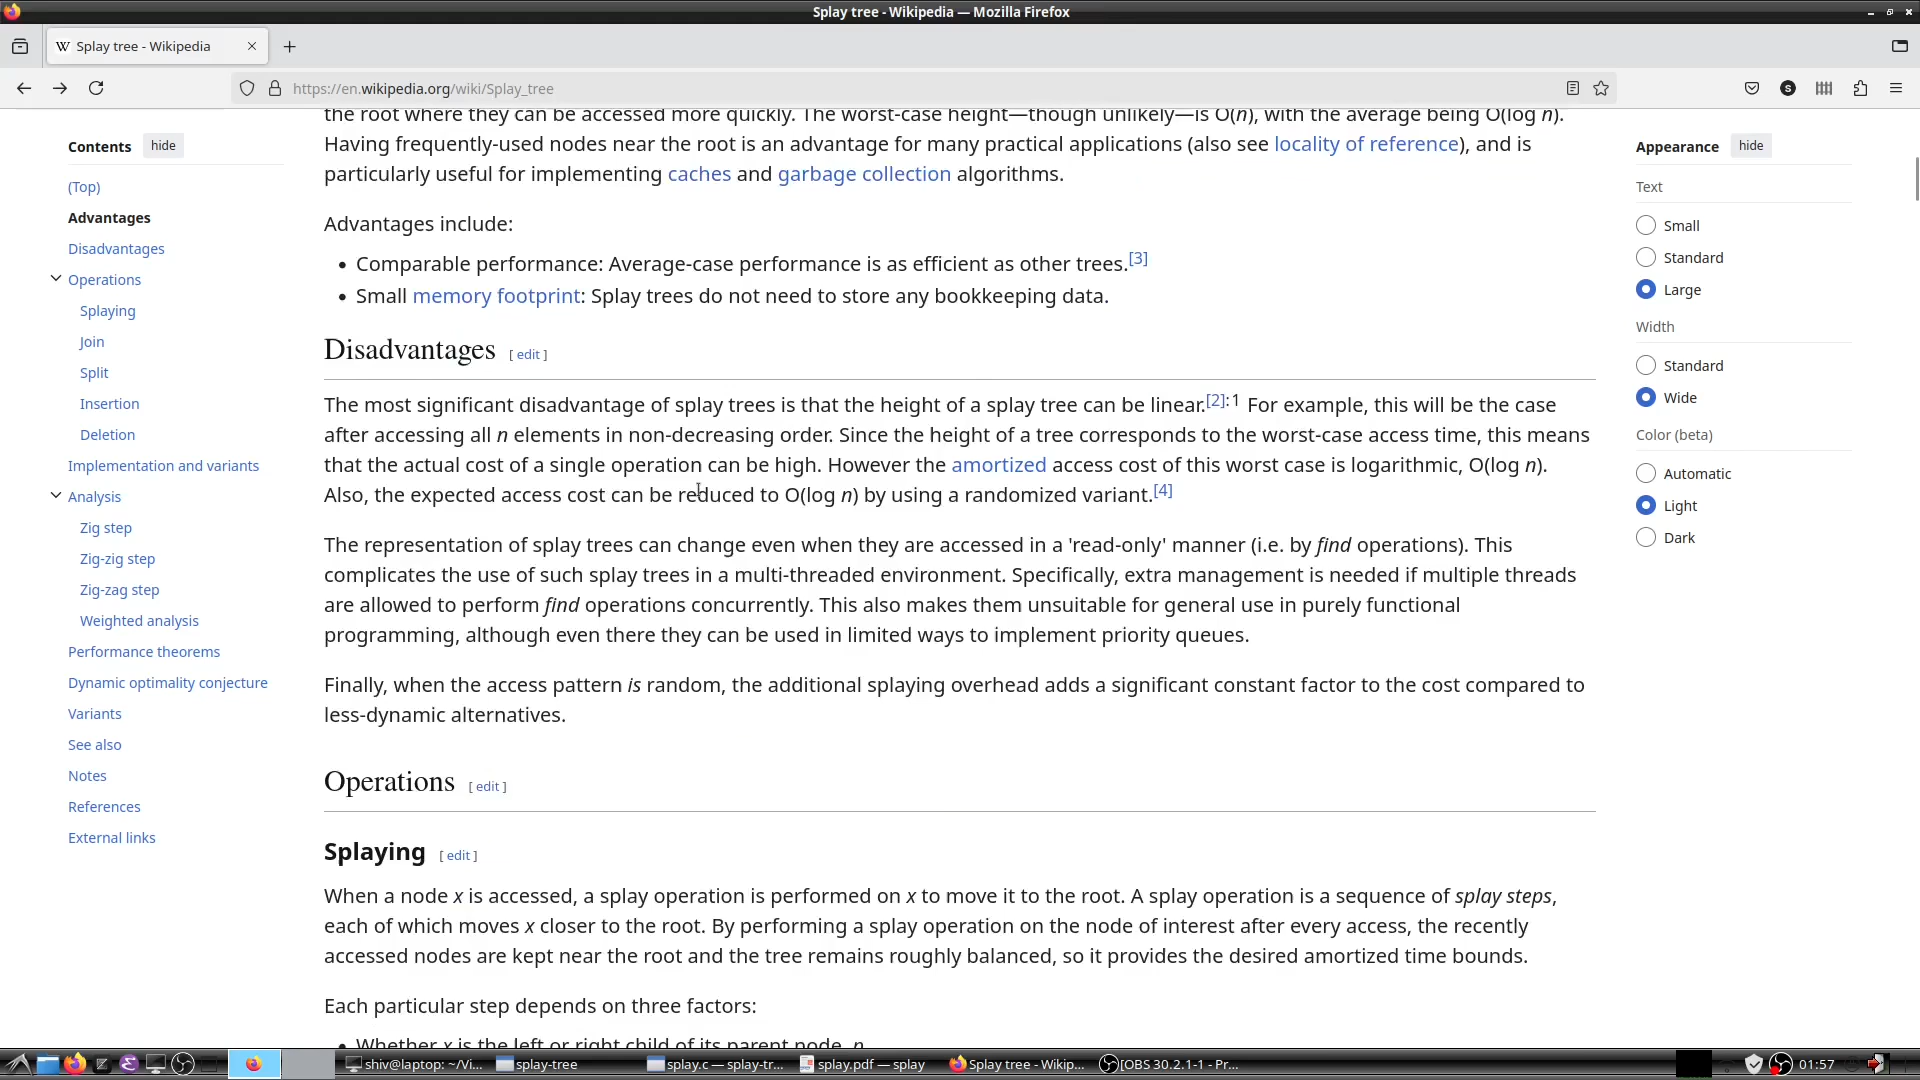 Splay tree - Wikipedia — Mozilla Firefox
Splay tree - Wikipedia
https://en.wikipedia.org/wiki/Splay_tree
Contents hide
(Top)
Advantages
Disadvantages
Operations
Splaying
Join
Split
Insertion
Deletion
Implementation and variants
Analysis
Zig step
Zig-zig step
Zig-zag step
Weighted analysis
Performance theorems
Dynamic optimality conjecture
Variants
See also
Notes
References
External links
the root where they can be accessed more quickly. The worst-case height—though unlikely—is O(n), with the average being O(log n).
Having frequently-used nodes near the root is an advantage for many practical applications (also see locality of reference), and is
particularly useful for implementing caches and garbage collection algorithms.
Advantages include:
• Comparable performance: Average-case performance is as efficient as other trees.[3]
• Small memory footprint: Splay trees do not need to store any bookkeeping data.
Disadvantages [ edit ]
The most significant disadvantage of splay trees is that the height of a splay tree can be linear.[2]:1 For example, this will be the case
after accessing all n elements in non-decreasing order. Since the height of a tree corresponds to the worst-case access time, this means
that the actual cost of a single operation can be high. However the amortized access cost of this worst case is logarithmic, O(log n).
Also, the expected access cost can be reduced to O(log n) by using a randomized variant.[4]
The representation of splay trees can change even when they are accessed in a 'read-only' manner (i.e. by find operations). This
complicates the use of such splay trees in a multi-threaded environment. Specifically, extra management is needed if multiple threads
are allowed to perform find operations concurrently. This also makes them unsuitable for general use in purely functional
programming, although even there they can be used in limited ways to implement priority queues.
Finally, when the access pattern is random, the additional splaying overhead adds a significant constant factor to the cost compared to
less-dynamic alternatives.
Operations [ edit ]
Splaying [ edit ]
When a node x is accessed, a splay operation is performed on x to move it to the root. A splay operation is a sequence of splay steps,
each of which moves x closer to the root. By performing a splay operation on the node of interest after every access, the recently
accessed nodes are kept near the root and the tree remains roughly balanced, so it provides the desired amortized time bounds.
Each particular step depends on three factors:
• Whether x is the left or right child of its parent node, p
Appearance hide
Text
Small
Standard
Large
Width
Standard
Wide
Color (beta)
Automatic
Light
Dark
shiv@laptop: ~/Vi... splay-tree splay.c — splay-tr... splay.pdf — splay Splay tree - Wikip... [OBS 30.2.1-1 - Pr... 01:57